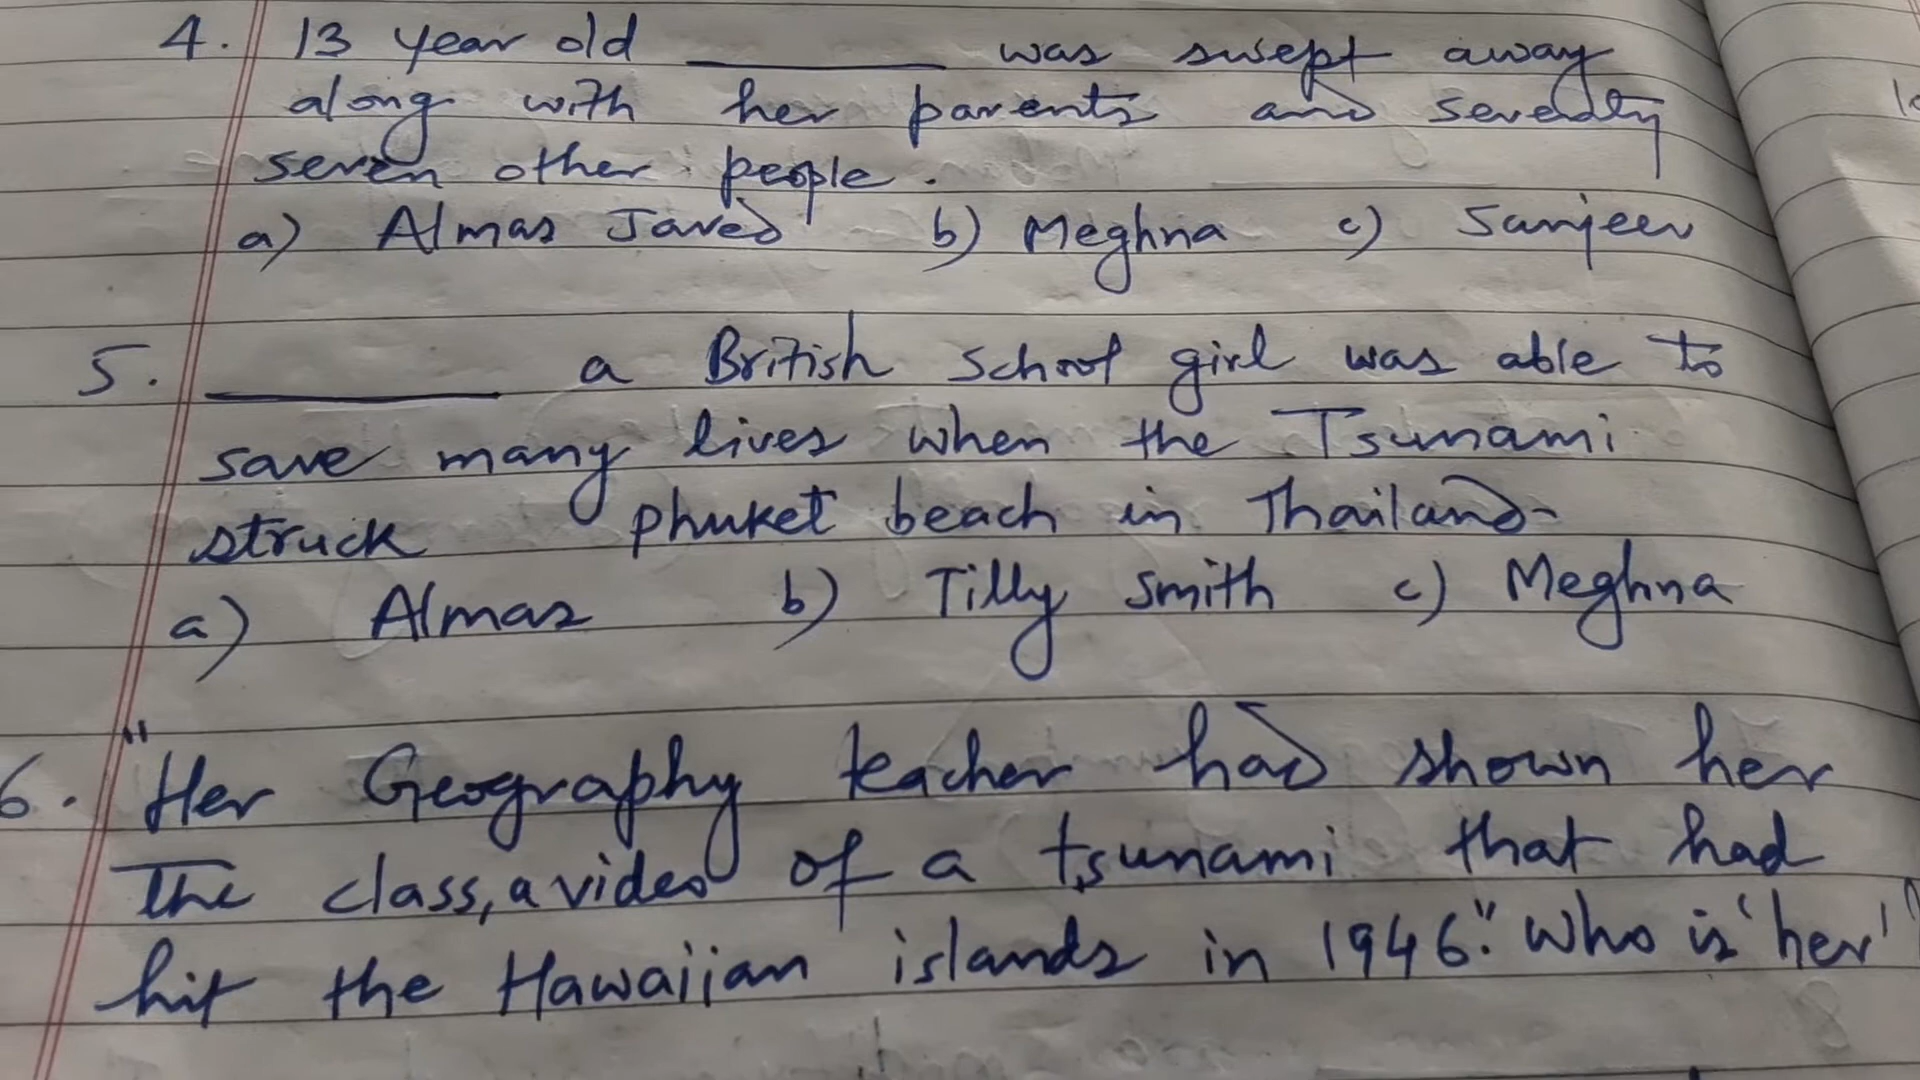 4. 13 year old ______ was swept away
along with her parents and seventy
seven other people.
a) Almas Javed b) Meghna c) Sanjeev
5. ______ a British School girl was able to
save many lives when the Tsunami
struck phuket beach in Thailand
a) Almas b) Tilly Smith c) Meghna
6. "Her Geography teacher had shown her
the class, a video of a tsunami that had
hit the Hawaiian islands in 1946". Who is 'her'